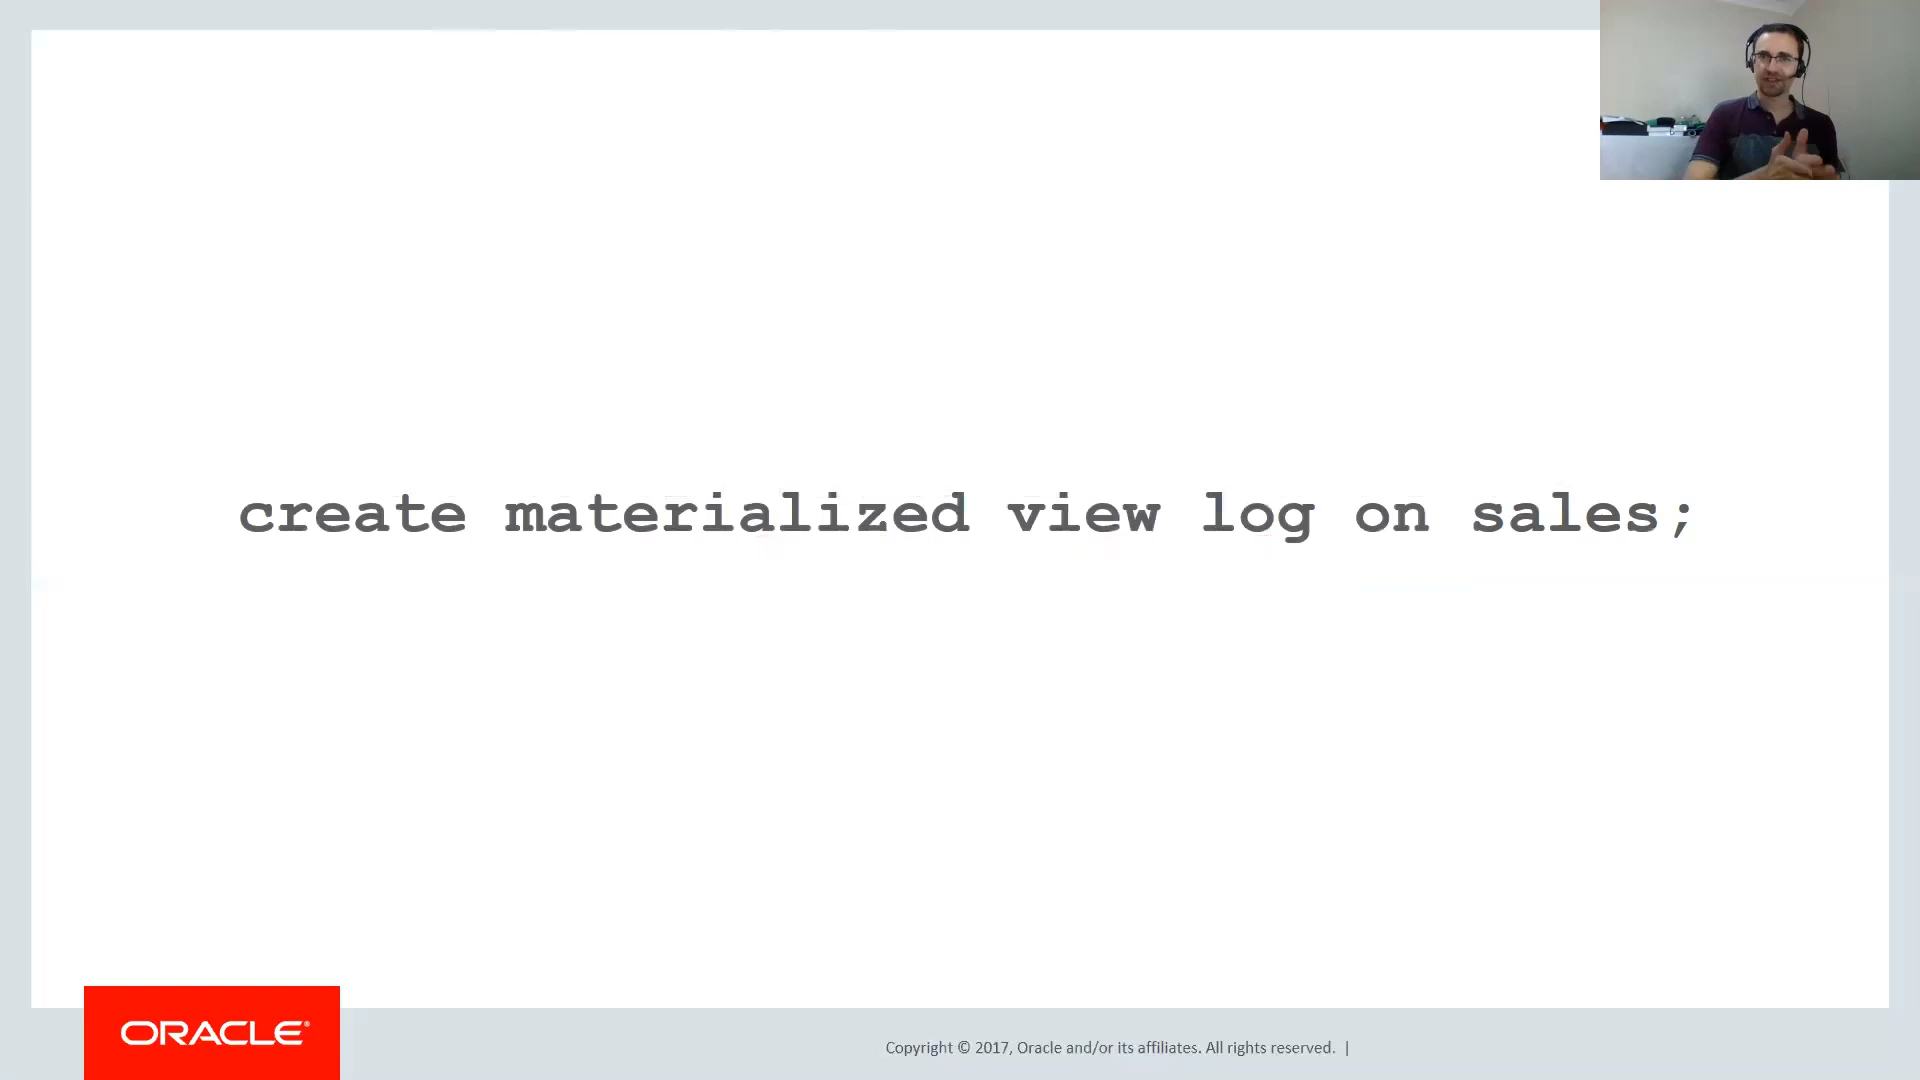 create materialized view log on sales;
ORACLE®
Copyright © 2017, Oracle and/or its affiliates. All rights reserved. |